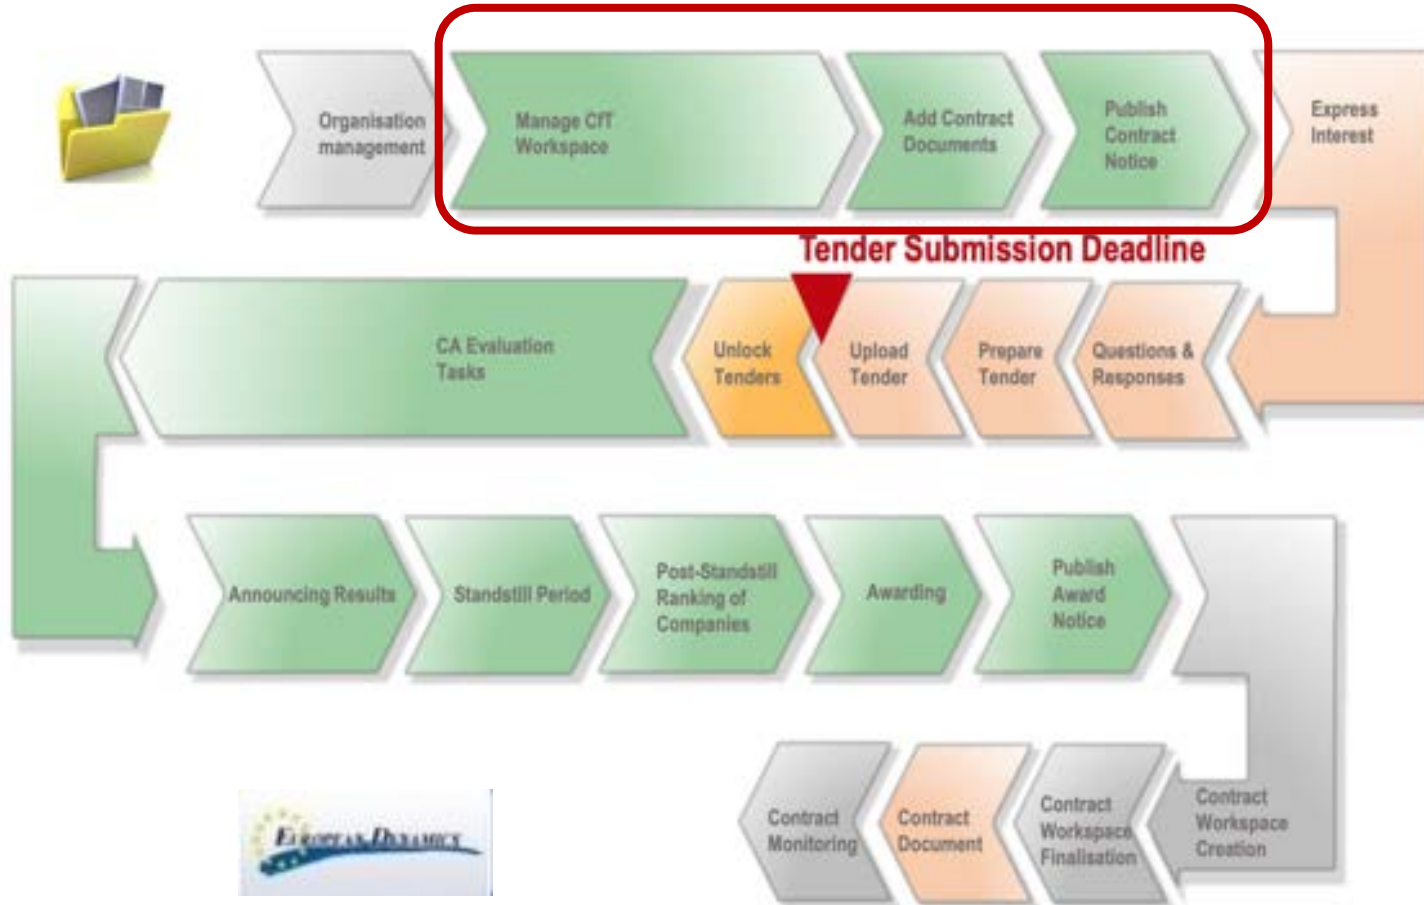 Organisation
management
Manage CfT
Workspace
Add Contract
Documents
Publish
Contract
Notice
Express
Interest
Tender Submission Deadline
Questions &
Responses
Prepare
Tender
Upload
Tender
Unlock
Tenders
CA Evaluation
Tasks
Announcing Results
Standstill Period
Post-Standstill
Ranking of
Companies
Awarding
Publish
Award
Notice
Contract
Workspace
Creation
Contract
Workspace
Finalisation
Contract
Document
Contract
Monitoring
EUROPEAN DYNAMICS